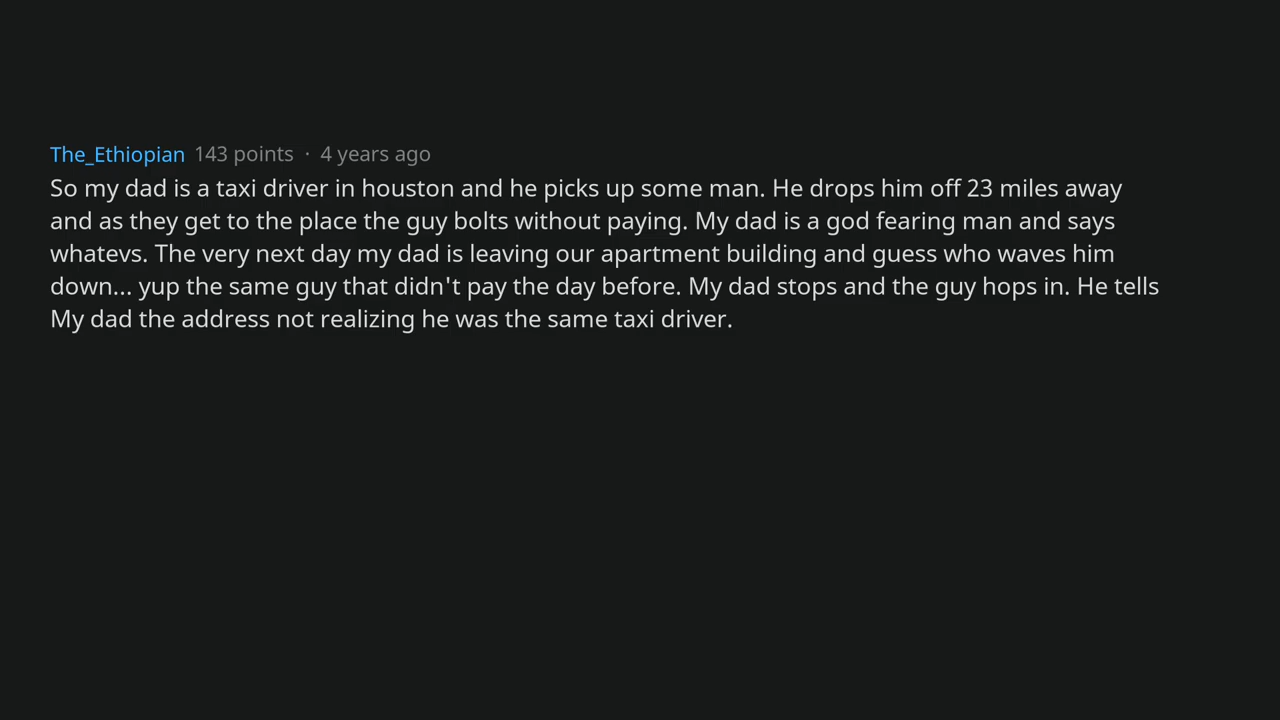 The_Ethiopian 143 points · 4 years ago
So my dad is a taxi driver in houston and he picks up some man. He drops him off 23 miles away
and as they get to the place the guy bolts without paying. My dad is a god fearing man and says
whatevs. The very next day my dad is leaving our apartment building and guess who waves him
down... yup the same guy that didn't pay the day before. My dad stops and the guy hops in. He tells
My dad the address not realizing he was the same taxi driver.